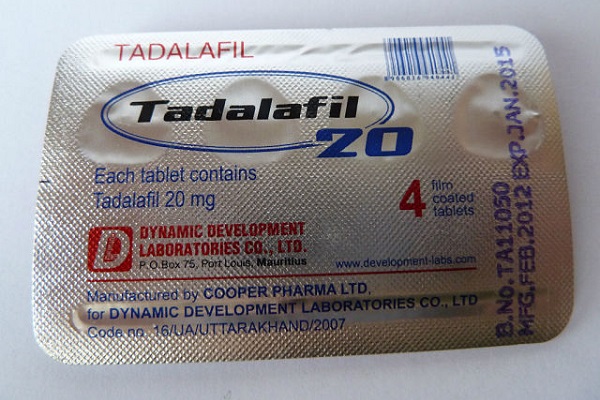 TADALAFIL
Tadalafil
20
Each tablet contains
Tadalafil 20 mg
4 film
coated
tablets
DYNAMIC DEVELOPMENT
LABORATORIES CO., LTD.
P.O.Box 75, Port Louis, Mauritius
www.development-labs.com
Manufactured by COOPER PHARMA LTD,
for DYNAMIC DEVELOPMENT LABORATORIES CO., LTD
Code no. 16/UA/UTTARAKHAND/2007
B.No.TA11050
MFG.FEB.2012 EXP.JAN.2015